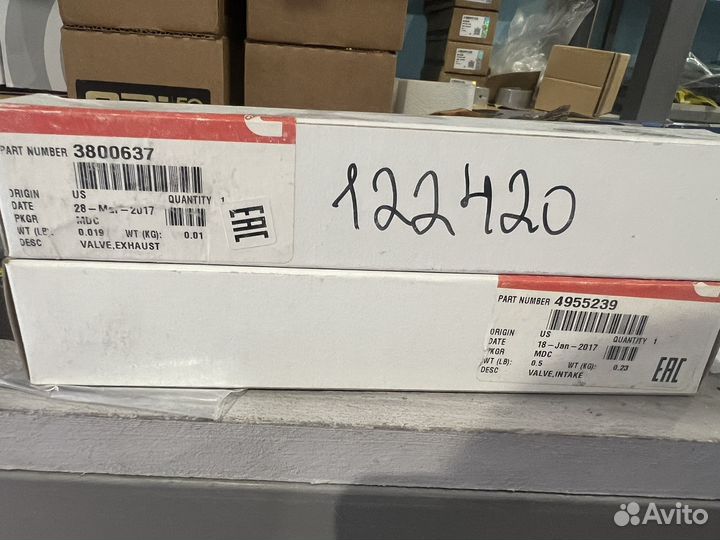 PART NUMBER 3800637
ORIGIN US QUANTITY 1
DATE 28-Mar-2017
PKGR MDC
WT (LB): 0.019 WT (KG): 0.01
DESC VALVE,EXHAUST
EAC
122420
PART NUMBER 4955239
ORIGIN US QUANTITY 1
DATE 18-Jan-2017
PKGR MDC
WT (LB): 0.5 WT (KG): 0.23
DESC VALVE,INTAKE
EAC
Avito